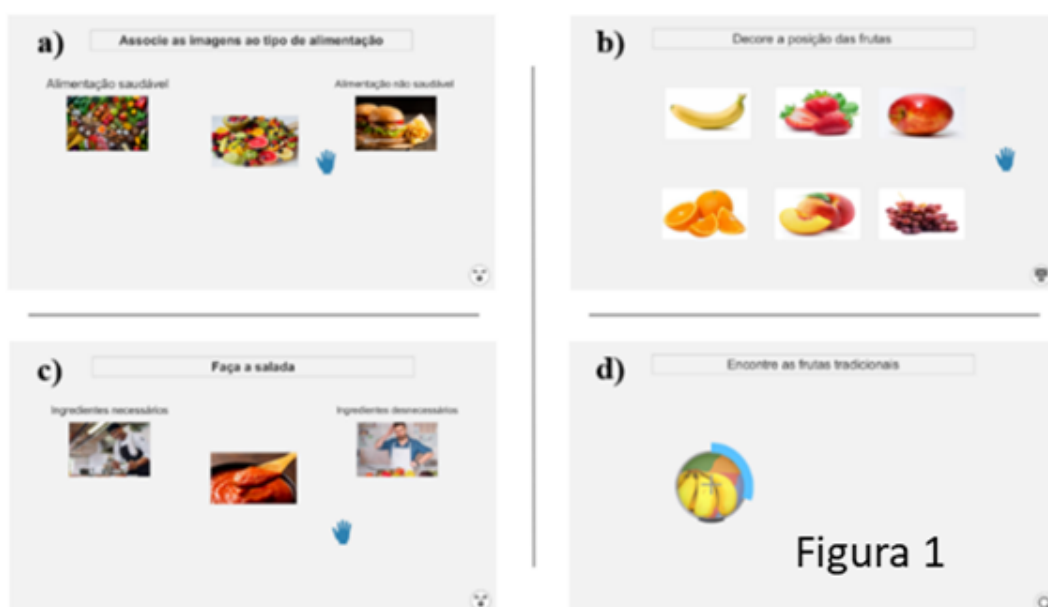 a)
Associe as imagens ao tipo de alimentação
Alimentação saudável
Alimentação não saudável
b)
Decore a posição das frutas
c)
Faça a salada
Ingredientes necessários
Ingredientes desnecessários
d)
Encontre as frutas tradicionais
Figura 1